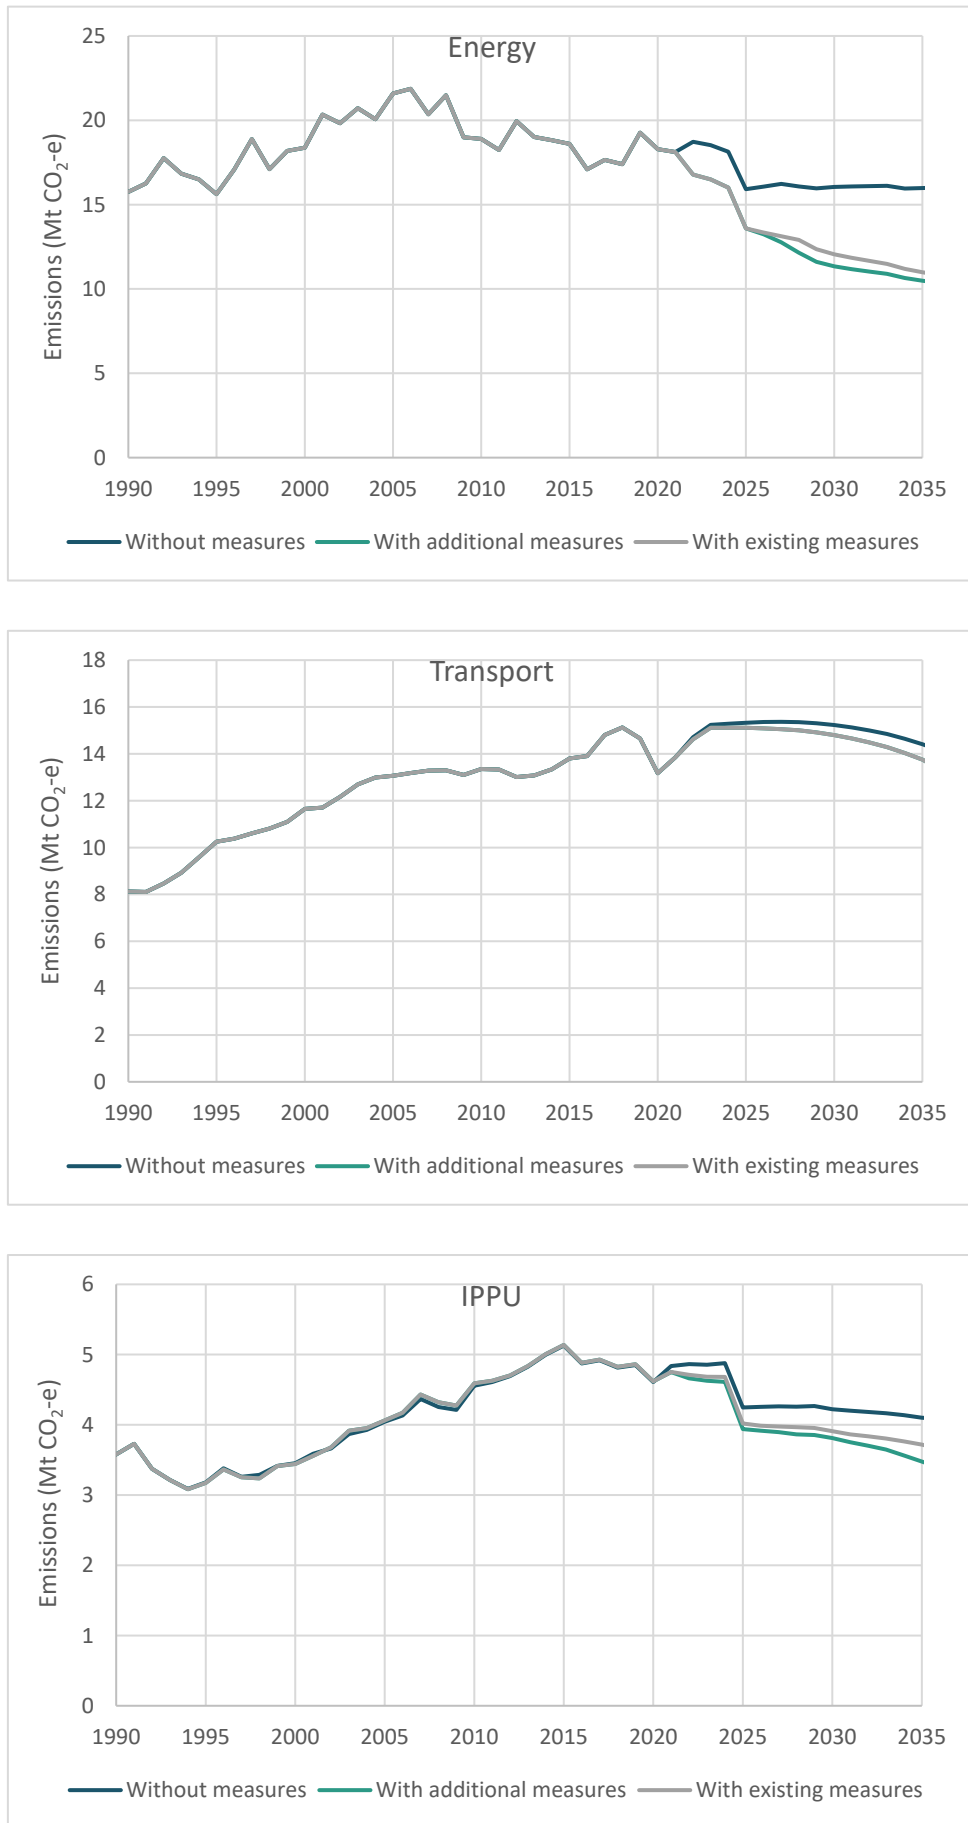 Energy
Emissions (Mt CO₂-e)
25
20
15
10
5
0
1990 1995 2000 2005 2010 2015 2020 2025 2030 2035
Without measures With additional measures With existing measures
Transport
Emissions (Mt CO₂-e)
18
16
14
12
10
8
6
4
2
0
1990 1995 2000 2005 2010 2015 2020 2025 2030 2035
Without measures With additional measures With existing measures
IPPU
Emissions (Mt CO₂-e)
6
5
4
3
2
1
0
1990 1995 2000 2005 2010 2015 2020 2025 2030 2035
Without measures With additional measures With existing measures